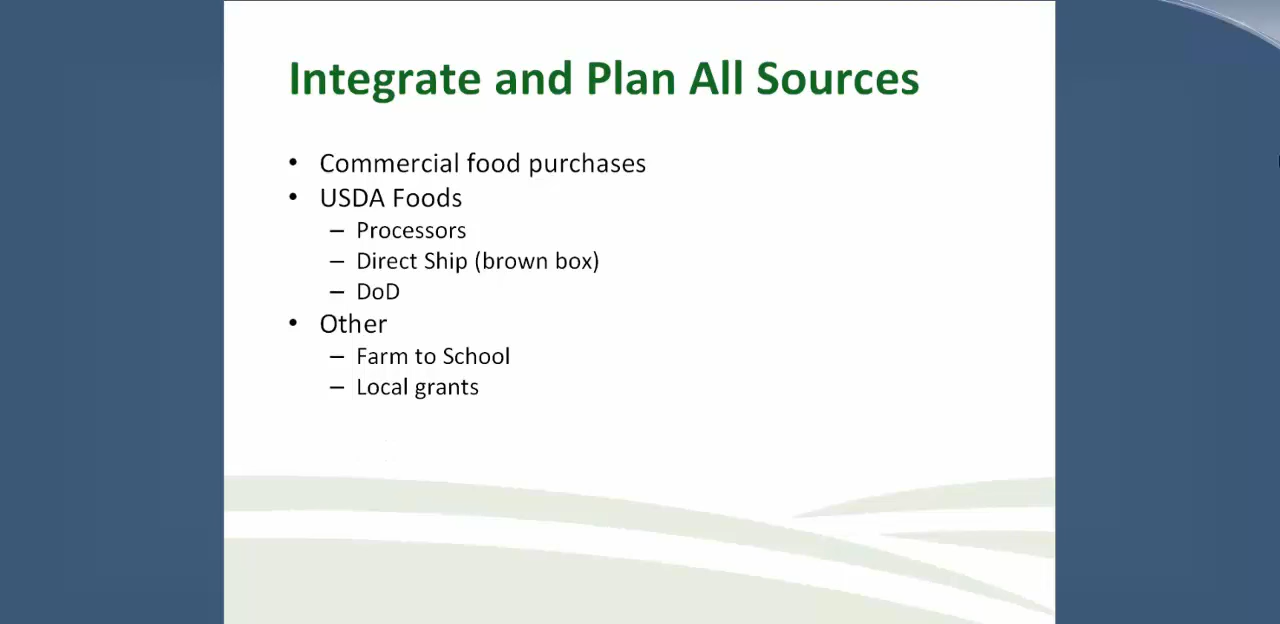 Integrate and Plan All Sources
• Commercial food purchases
• USDA Foods
– Processors
– Direct Ship (brown box)
– DoD
• Other
– Farm to School
– Local grants